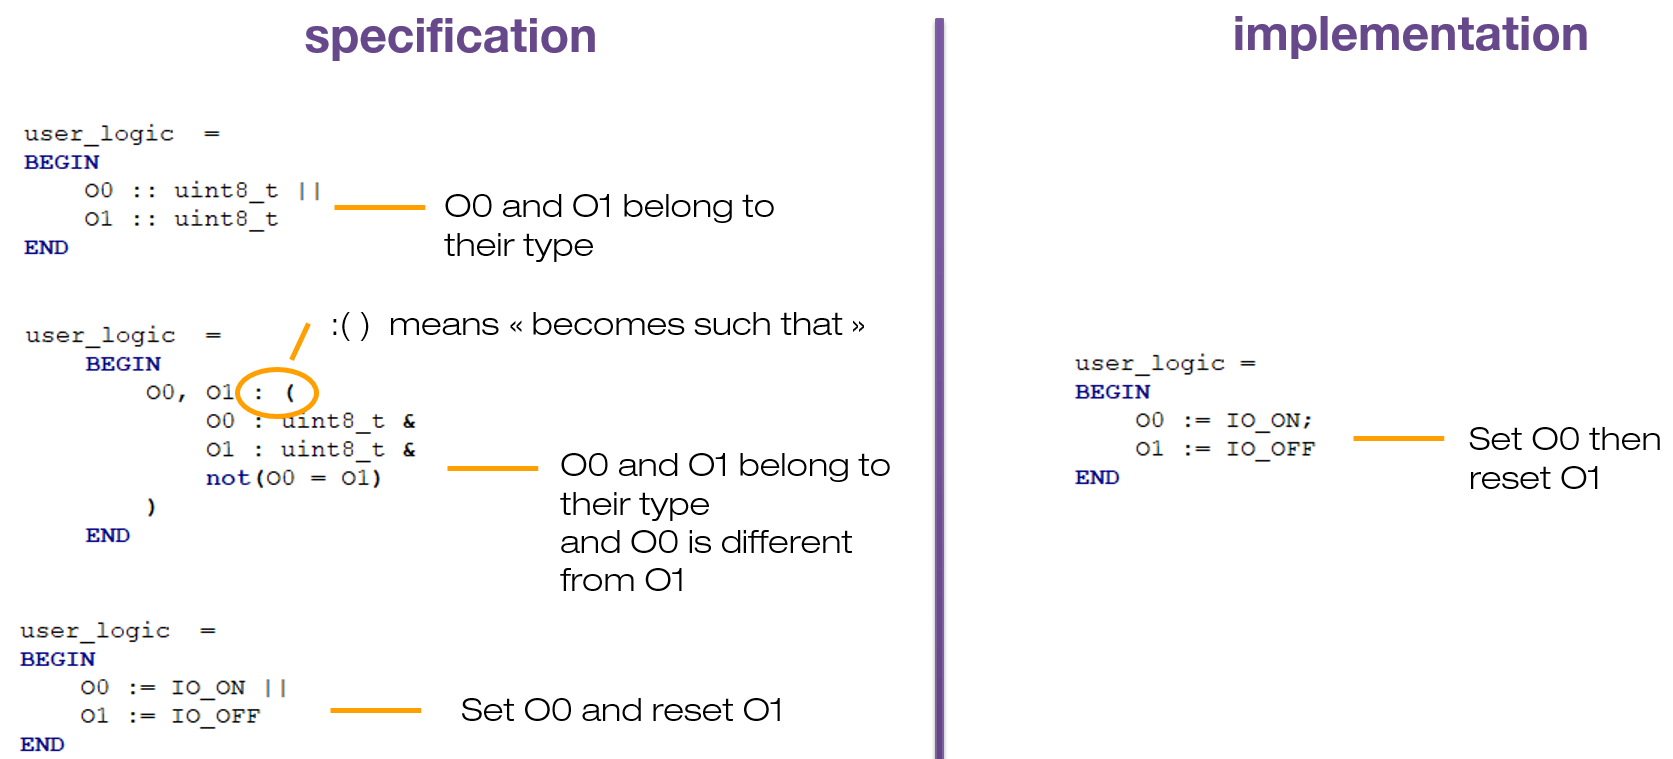 specification
user_logic  =
BEGIN
    O0 :: uint8_t ||
    O1 :: uint8_t
END
O0 and O1 belong to
their type
:( )  means « becomes such that »
user_logic  =
    BEGIN
        O0, O1 : (
            O0 : uint8_t &
            O1 : uint8_t &
            not(O0 = O1)
        )
    END
O0 and O1 belong to
their type
and O0 is different
from O1
user_logic  =
BEGIN
    O0 := IO_ON ||
    O1 := IO_OFF
END
Set O0 and reset O1
implementation
user_logic =
BEGIN
    O0 := IO_ON;
    O1 := IO_OFF
END
Set O0 then
reset O1